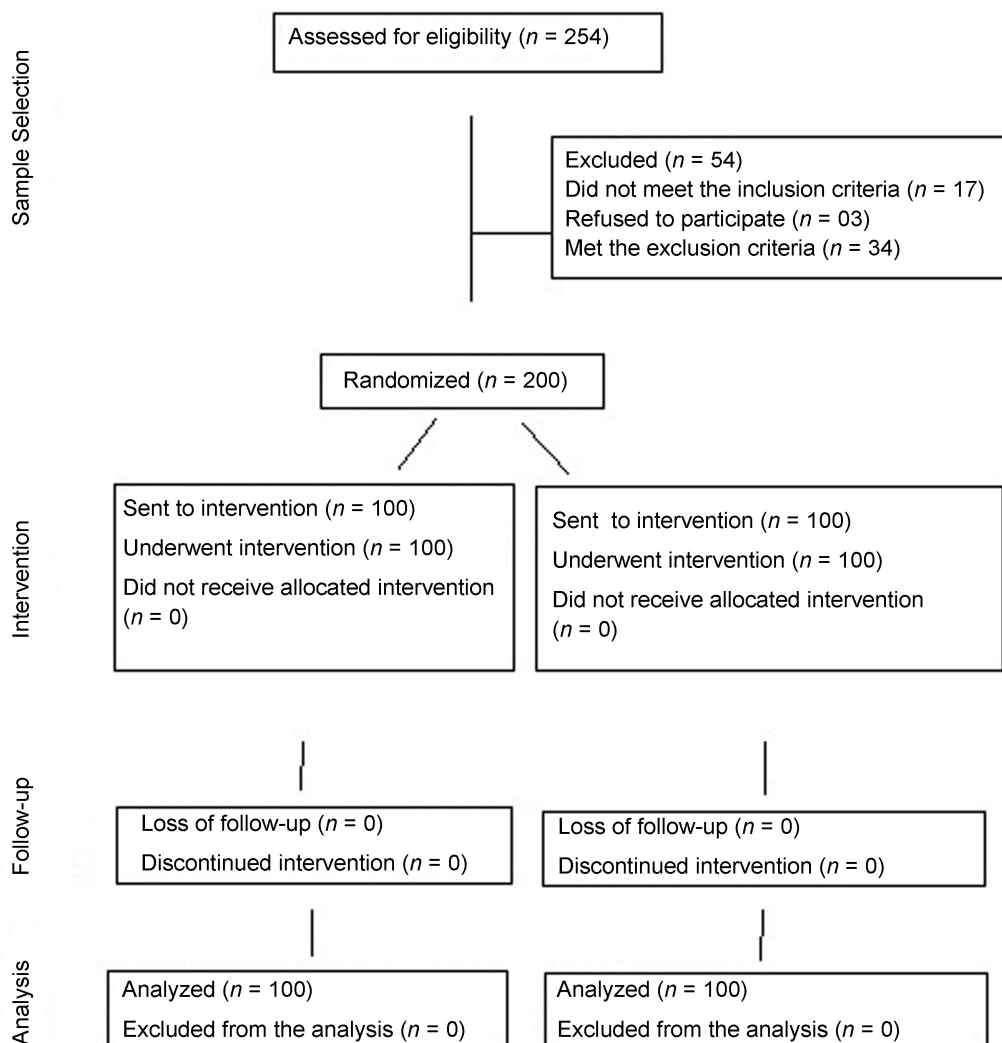 Sample Selection
Assessed for eligibility (n = 254)
Excluded (n = 54)
Did not meet the inclusion criteria (n = 17)
Refused to participate (n = 03)
Met the exclusion criteria (n = 34)
Randomized (n = 200)
Intervention
Sent to intervention (n = 100)
Underwent intervention (n = 100)
Did not receive allocated intervention
(n = 0)
Sent to intervention (n = 100)
Underwent intervention (n = 100)
Did not receive allocated intervention
(n = 0)
Follow-up
Loss of follow-up (n = 0)
Discontinued intervention (n = 0)
Loss of follow-up (n = 0)
Discontinued intervention (n = 0)
Analysis
Analyzed (n = 100)
Excluded from the analysis (n = 0)
Analyzed (n = 100)
Excluded from the analysis (n = 0)